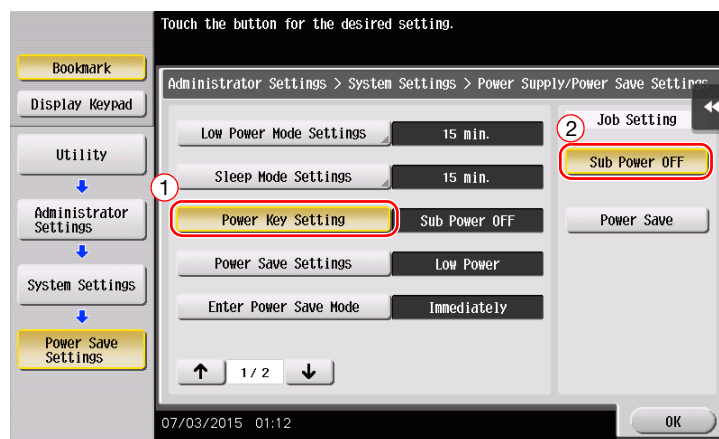 Touch the button for the desired setting.
Bookmark
Display Keypad
Utility
Administrator
Settings
System Settings
Power Save
Settings
Administrator Settings > System Settings > Power Supply/Power Save Settings
Low Power Mode Settings
15 min.
Sleep Mode Settings
15 min.
1
Power Key Setting
Sub Power OFF
Power Save Settings
Low Power
Enter Power Save Mode
Immediately
1/2
Job Setting
2
Sub Power OFF
Power Save
07/03/2015 01:12
OK